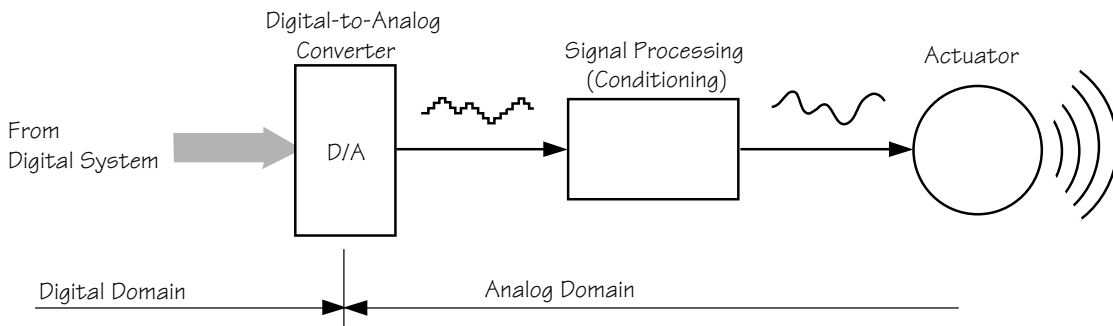 Digital-to-Analog
Converter
Signal Processing
(Conditioning)
Actuator
From
Digital System
D/A
Digital Domain
Analog Domain